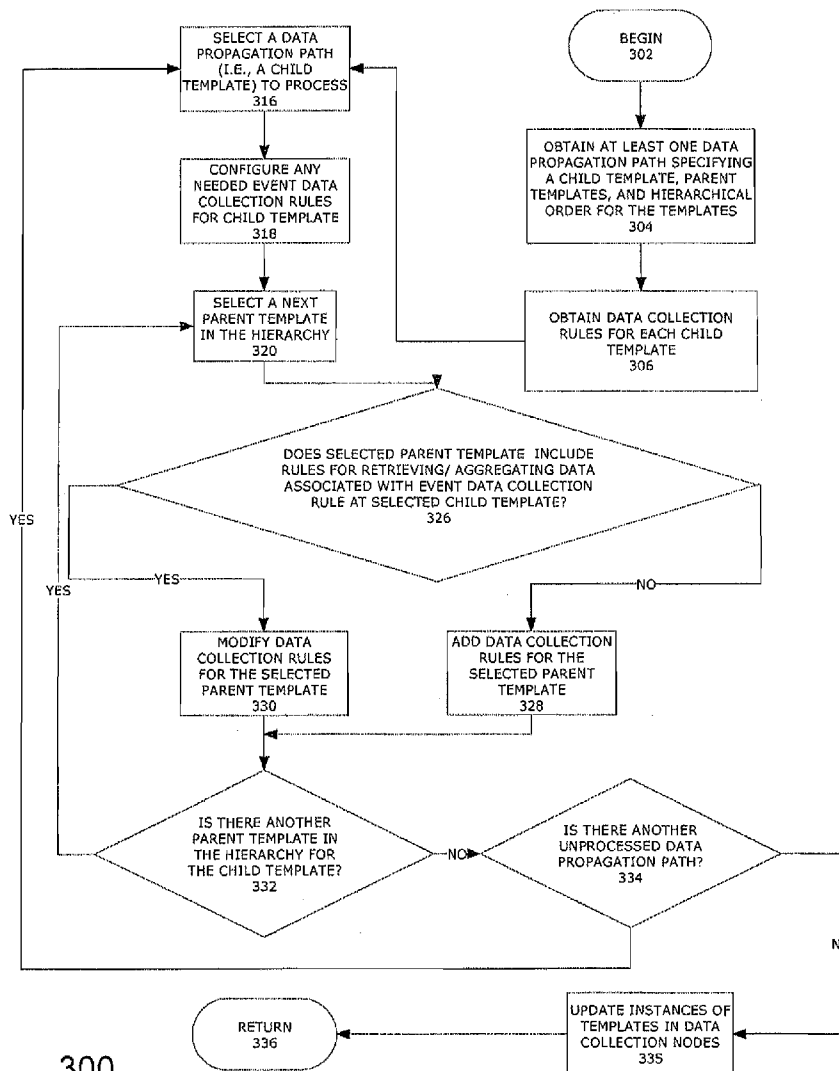 SELECT A DATA
PROPAGATION PATH
(I.E., A CHILD
TEMPLATE) TO PROCESS
316
BEGIN
302
CONFIGURE ANY
NEEDED EVENT DATA
COLLECTION RULES
FOR CHILD TEMPLATE
318
OBTAIN AT LEAST ONE DATA
PROPAGATION PATH SPECIFYING
A CHILD TEMPLATE, PARENT
TEMPLATES, AND HIERARCHICAL
ORDER FOR THE TEMPLATES
304
SELECT A NEXT
PARENT TEMPLATE
IN THE HIERARCHY
320
OBTAIN DATA COLLECTION
RULES FOR EACH CHILD
TEMPLATE
306
DOES SELECTED PARENT TEMPLATE INCLUDE
RULES FOR RETRIEVING/ AGGREGATING DATA
ASSOCIATED WITH EVENT DATA COLLECTION
RULE AT SELECTED CHILD TEMPLATE?
326
YES
YES
YES
NO
MODIFY DATA
COLLECTION RULES
FOR THE SELECTED
PARENT TEMPLATE
330
ADD DATA COLLECTION
RULES FOR THE
SELECTED PARENT
TEMPLATE
328
IS THERE ANOTHER
PARENT TEMPLATE IN
THE HIERARCHY FOR
THE CHILD TEMPLATE?
332
NO
IS THERE ANOTHER
UNPROCESSED DATA
PROPAGATION PATH?
334
RETURN
336
UPDATE INSTANCES OF
TEMPLATES IN DATA
COLLECTION NODES
335
300